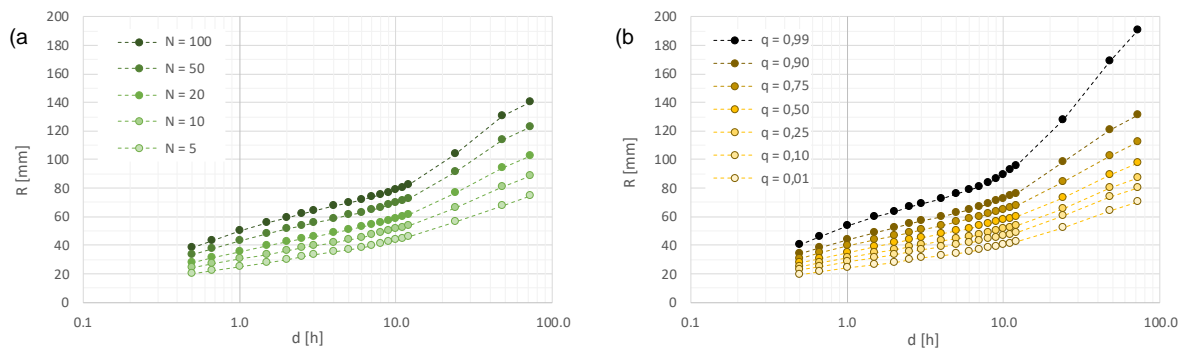 (a
200
180
160
140
120
100
80
60
40
20
0
R [mm]
N = 100
N = 50
N = 20
N = 10
N = 5
0.1
1.0
10.0
100.0
d [h]
(b)
200
180
160
140
120
100
80
60
40
20
0
R [mm]
q = 0,99
q = 0,90
q = 0,75
q = 0,50
q = 0,25
q = 0,10
q = 0,01
0.1
1.0
10.0
100.0
d [h]